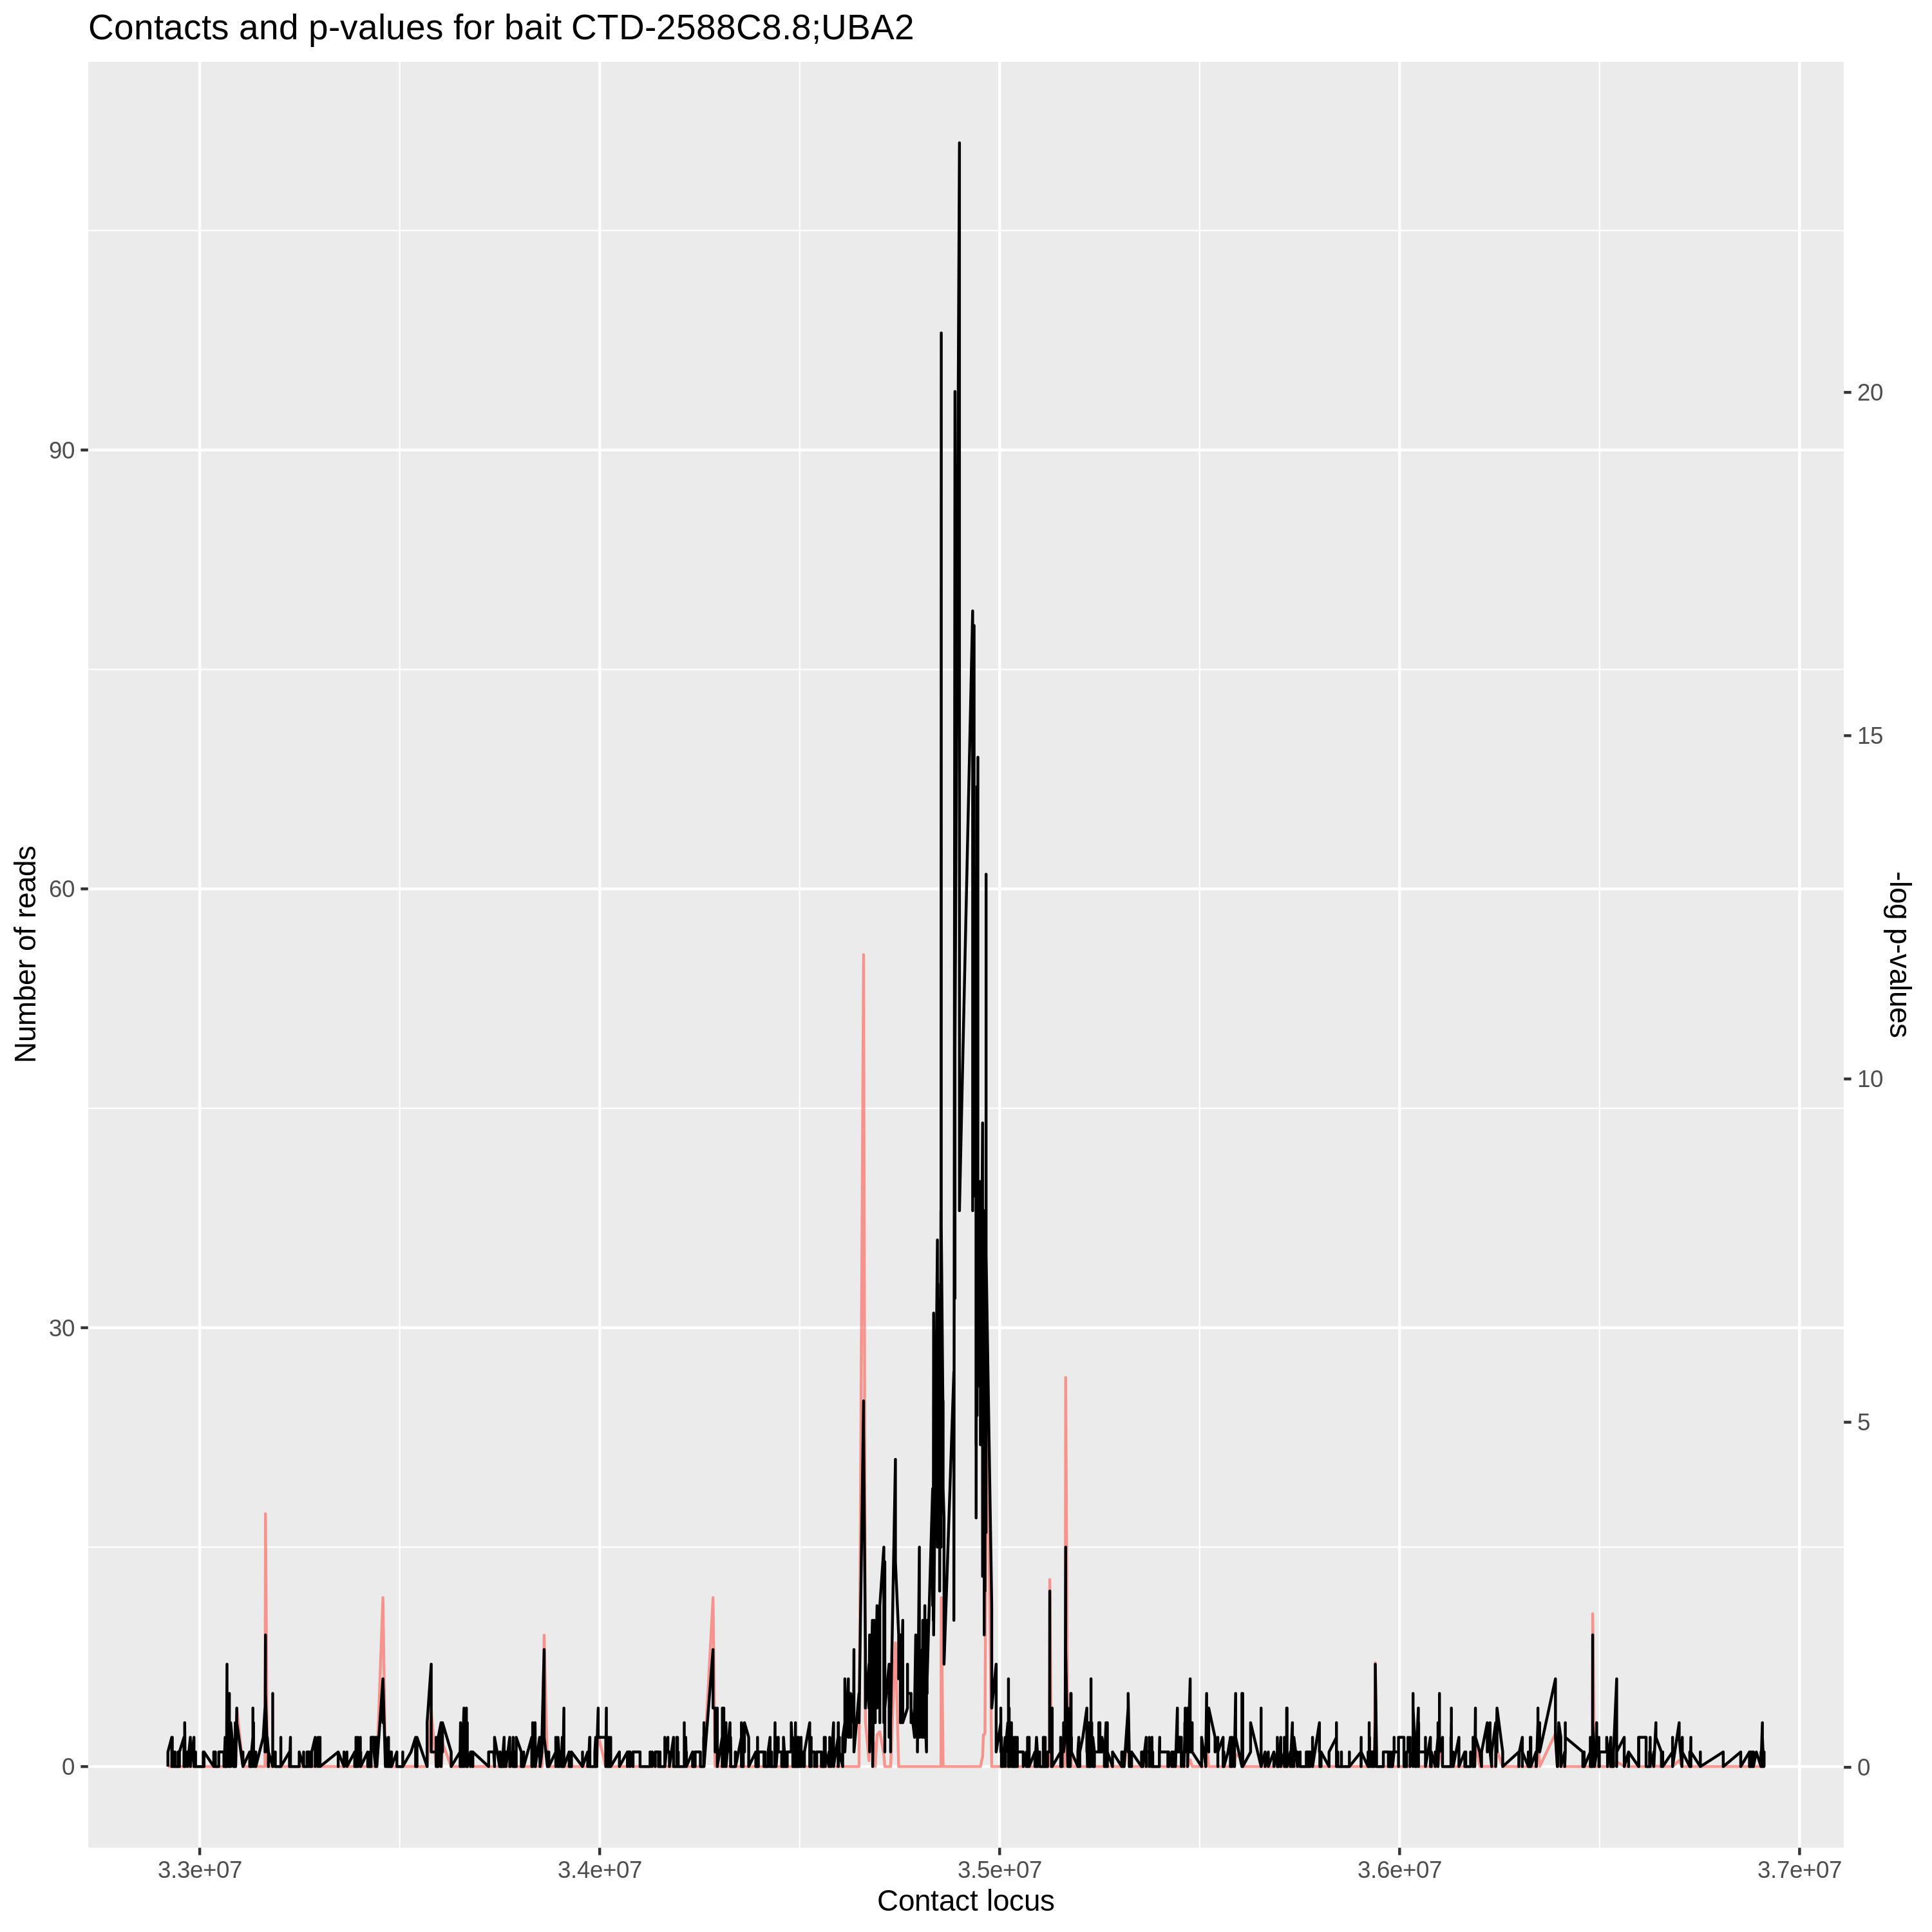 Contacts and p-values for bait CTD-2588C8.8;UBA2
Number of reads
90
60
30
0
20
15
10
5
0
-log p-values
3.3e+07
3.4e+07
3.5e+07
3.6e+07
3.7e+07
Contact locus